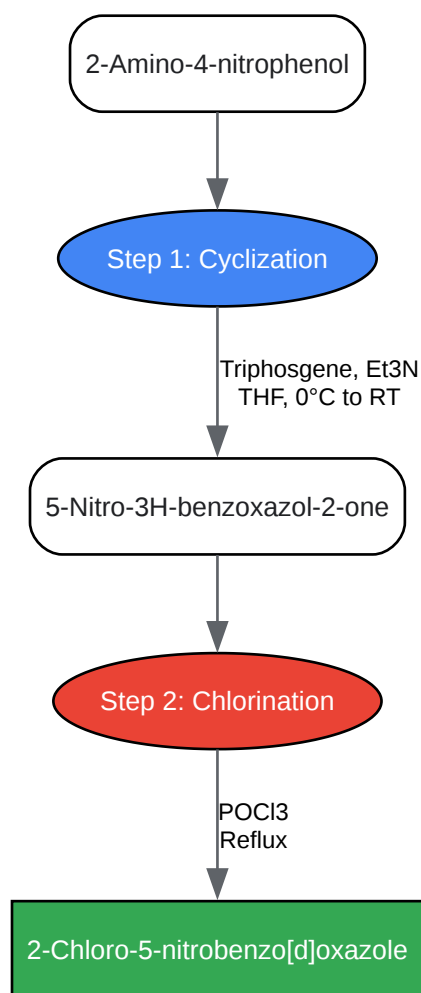 2-Amino-4-nitrophenol
Step 1: Cyclization
Triphosgene, Et3N
THF, 0°C to RT
5-Nitro-3H-benzoxazol-2-one
Step 2: Chlorination
POCl3
Reflux
2-Chloro-5-nitrobenzo[d]oxazole